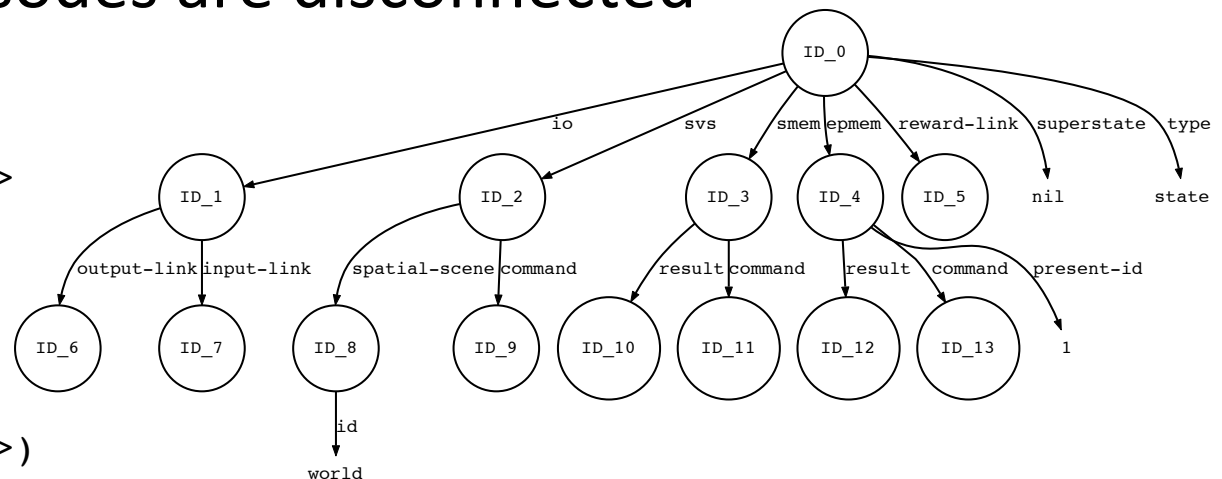 are disconnected
ID_0
io
svs
smem
epmem
reward-link
superstate
type
>
ID_1
ID_2
ID_3
ID_4
ID_5
nil
state
output-link
input-link
spatial-scene
command
result
command
result
command
present-id
ID_6
ID_7
ID_8
ID_9
ID_10
ID_11
ID_12
ID_13
1
id
>)
world